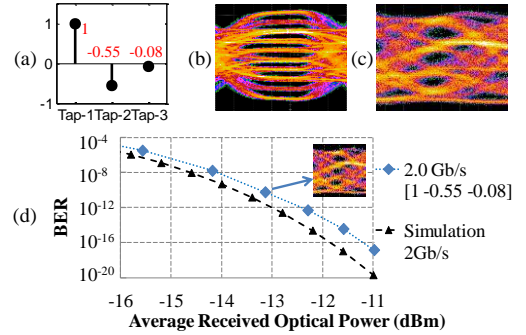 (a)
1
0
-1
1
-0.55
-0.08
Tap-1 Tap-2 Tap-3
(b)
(c)
(d)
BER
10-4
10-8
10-12
10-16
10-20
-16 -15 -14 -13 -12 -11
Average Received Optical Power (dBm)
2.0 Gb/s
[1 -0.55 -0.08]
Simulation
2Gb/s